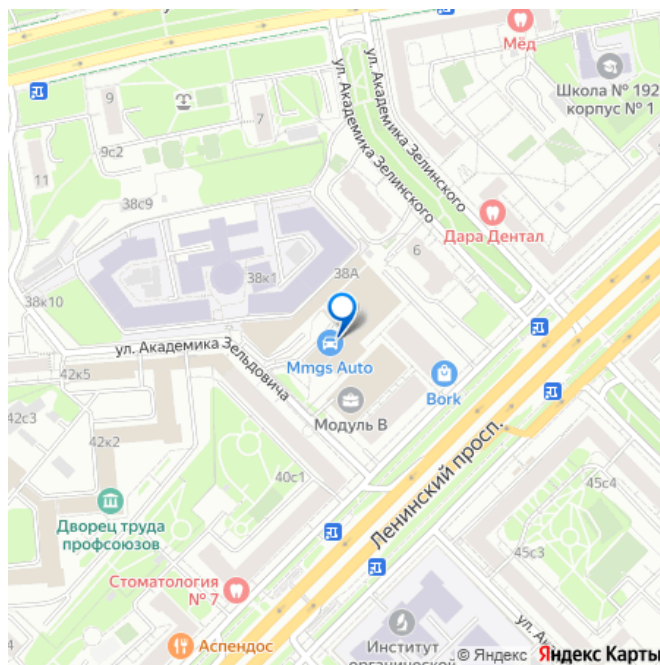 Мёд
ул. Академика Зелинского
ул. Академика Зелинского
Школа № 192
корпус № 1
9
7
9с2
11
38с9
Дара Дентал
6
38А
38к1
38к10
ул. Академика Зельдовича
Mmgs Auto
42к5
Bork
42с3
Модуль В
42к2
Ленинский просп.
40с1
45с4
Дворец труда
профсоюзов
45с3
Стоматология
№ 7
Аспендос
Институт
© Яндекс Яндекс Карты